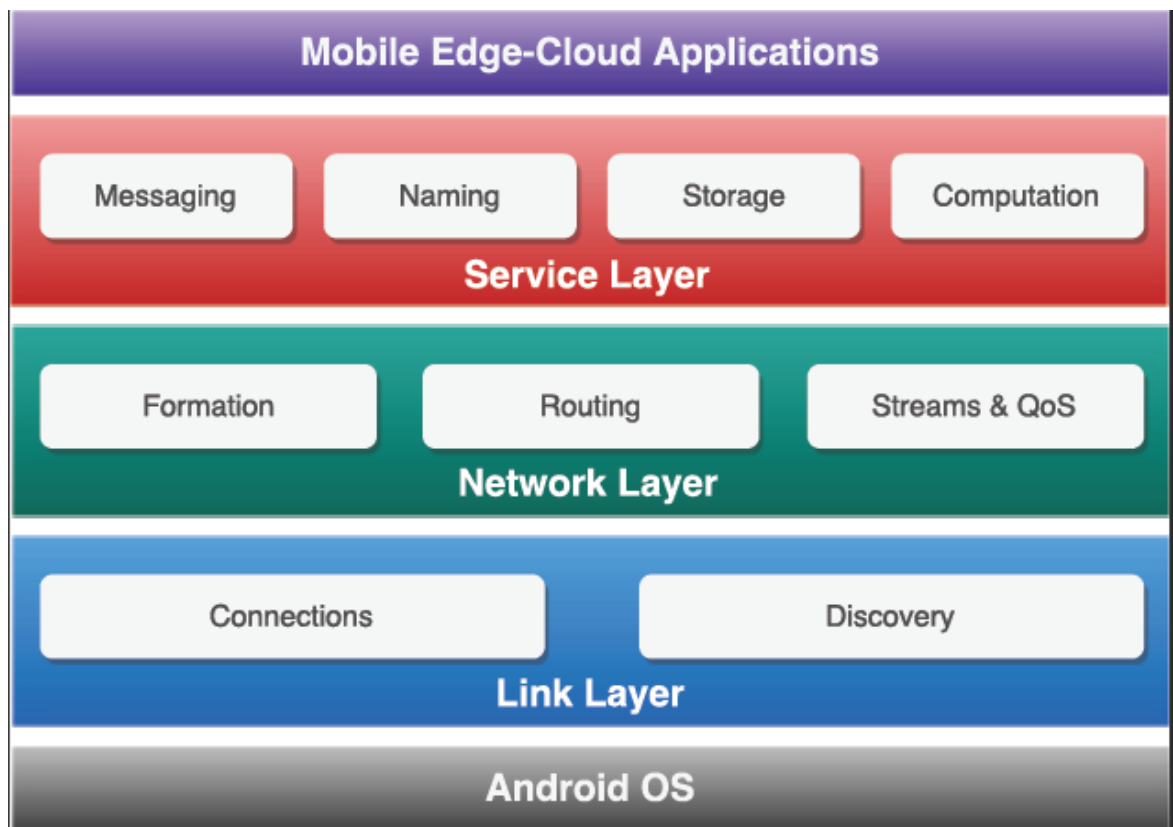 Mobile Edge-Cloud Applications
Messaging
Naming
Storage
Computation
Service Layer
Formation
Routing
Streams & QoS
Network Layer
Connections
Discovery
Link Layer
Android OS